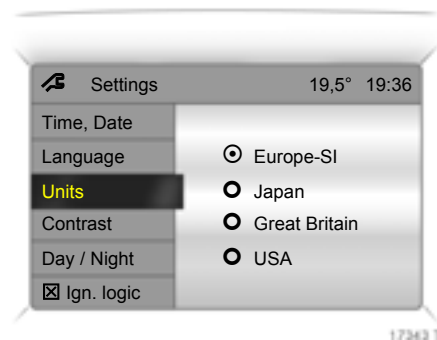 Settings 19,5° 19:36
Time, Date
Language
Units
Contrast
Day / Night
Ign. logic
Europe-SI
Japan
Great Britain
USA
17343 T